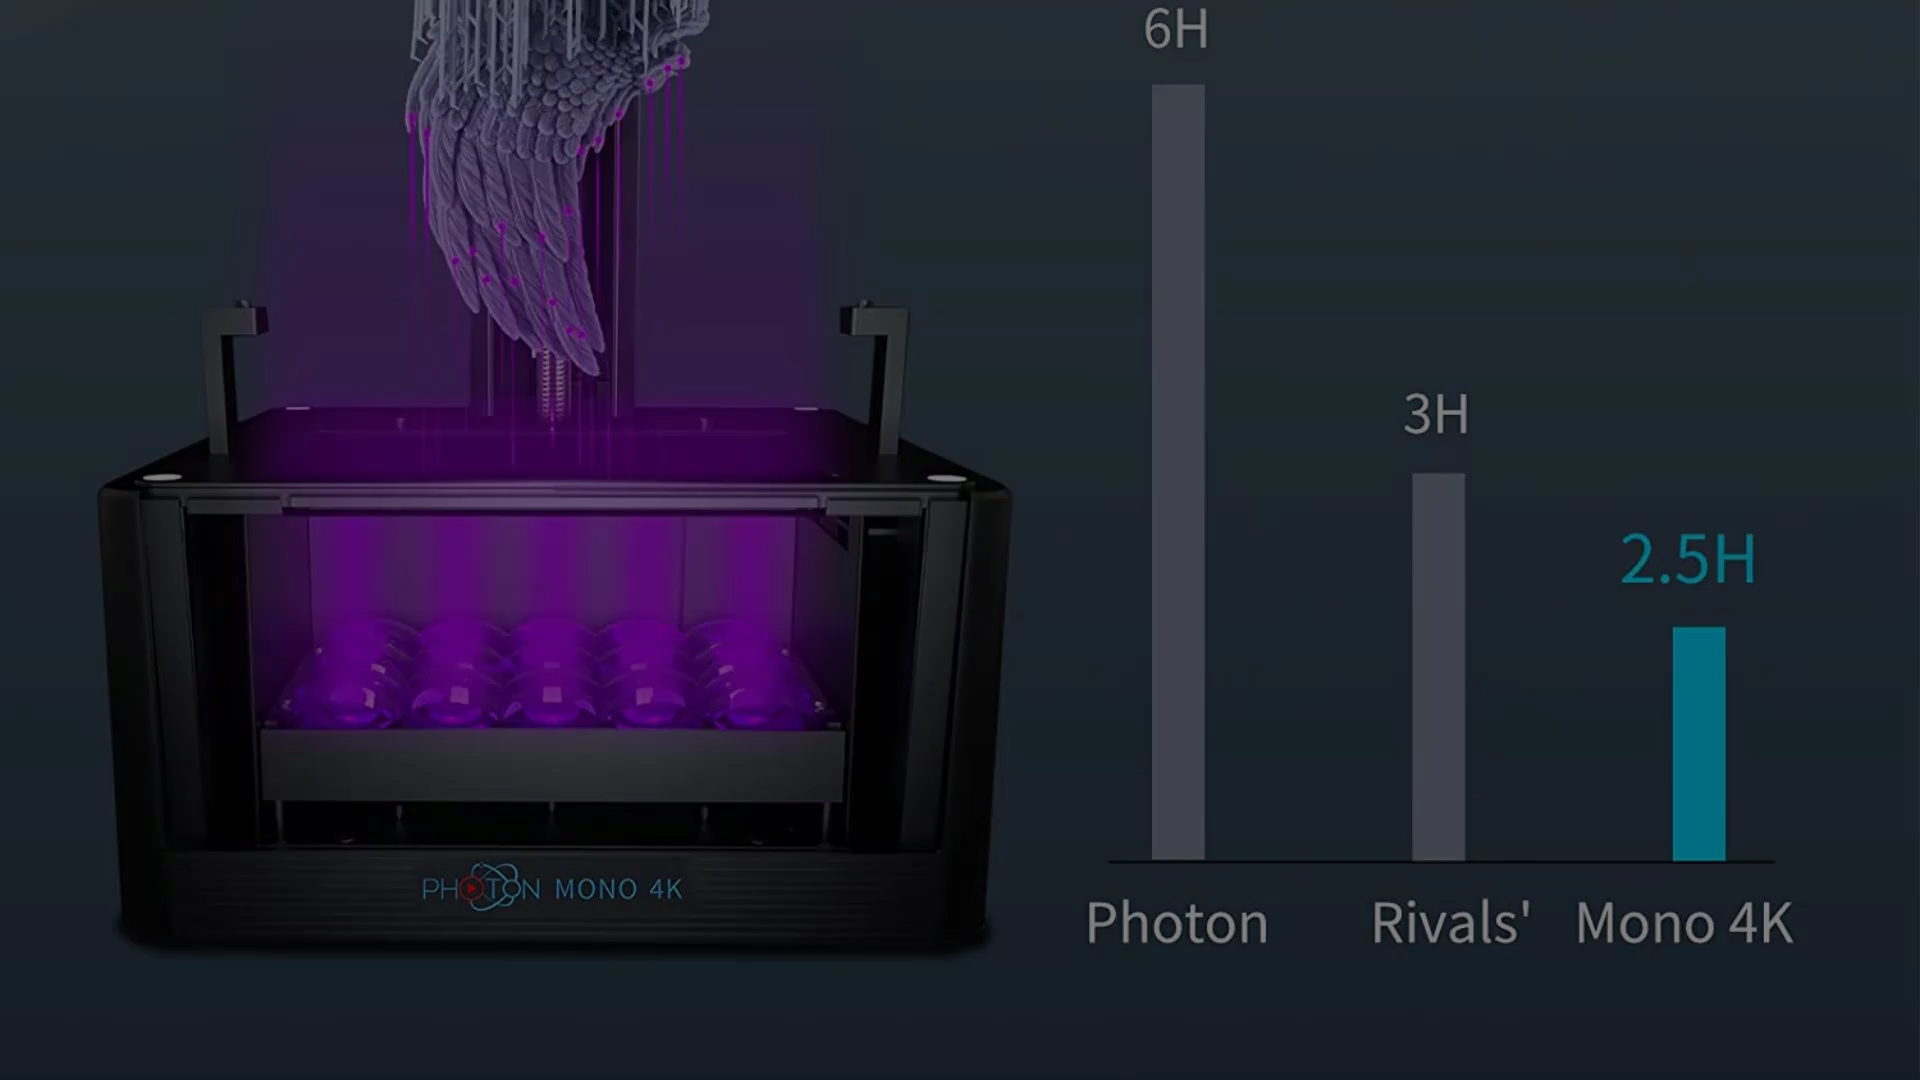 6H
3H
2.5H
PHOTON MONO 4K
Photon
Rivals'
Mono 4K